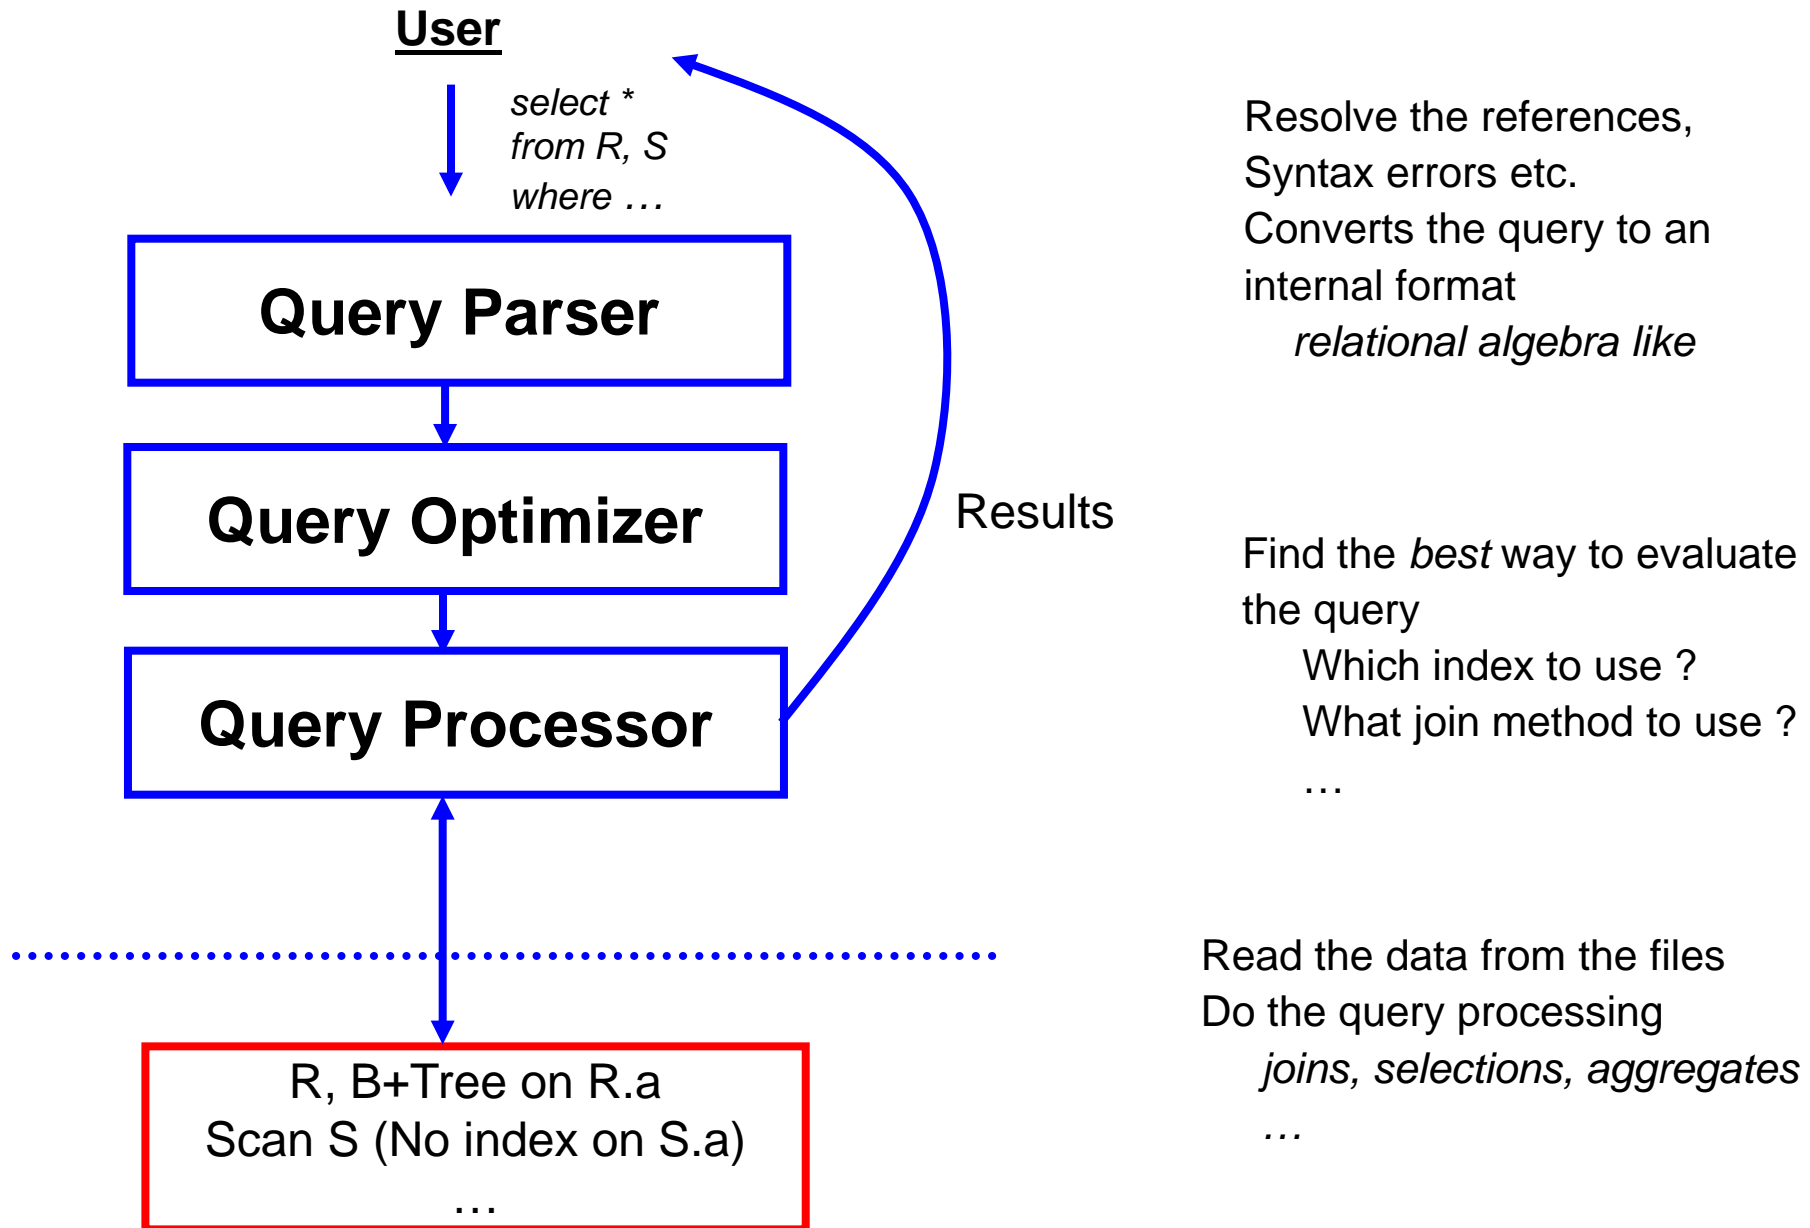 User
select *
from R, S
where …
Query Parser
Query Optimizer
Query Processor
Results
R, B+Tree on R.a
Scan S (No index on S.a)
…
Resolve the references,
Syntax errors etc.
Converts the query to an
internal format
relational algebra like
Find the best way to evaluate
the query
Which index to use ?
What join method to use ?
…
Read the data from the files
Do the query processing
joins, selections, aggregates
…